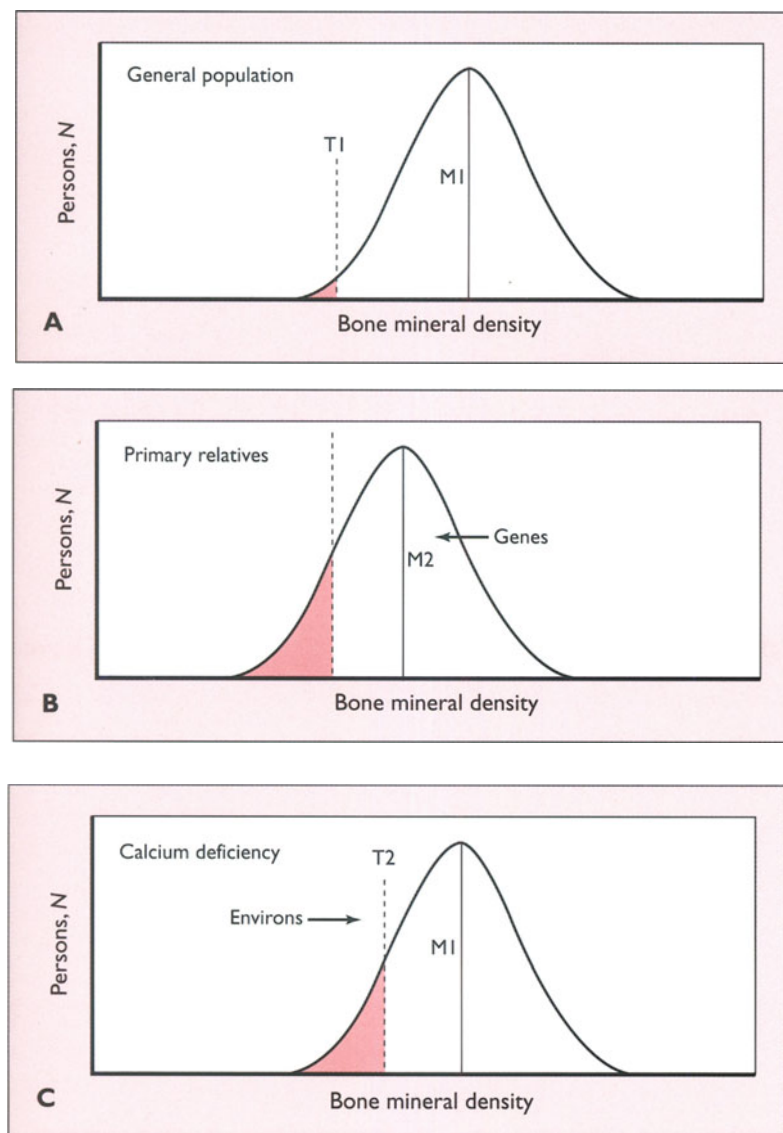 General population
T1
M1
Persons, N
Bone mineral density
A
Primary relatives
M2
Genes
Persons, N
Bone mineral density
B
Calcium deficiency
T2
Environs
M1
Persons, N
Bone mineral density
C